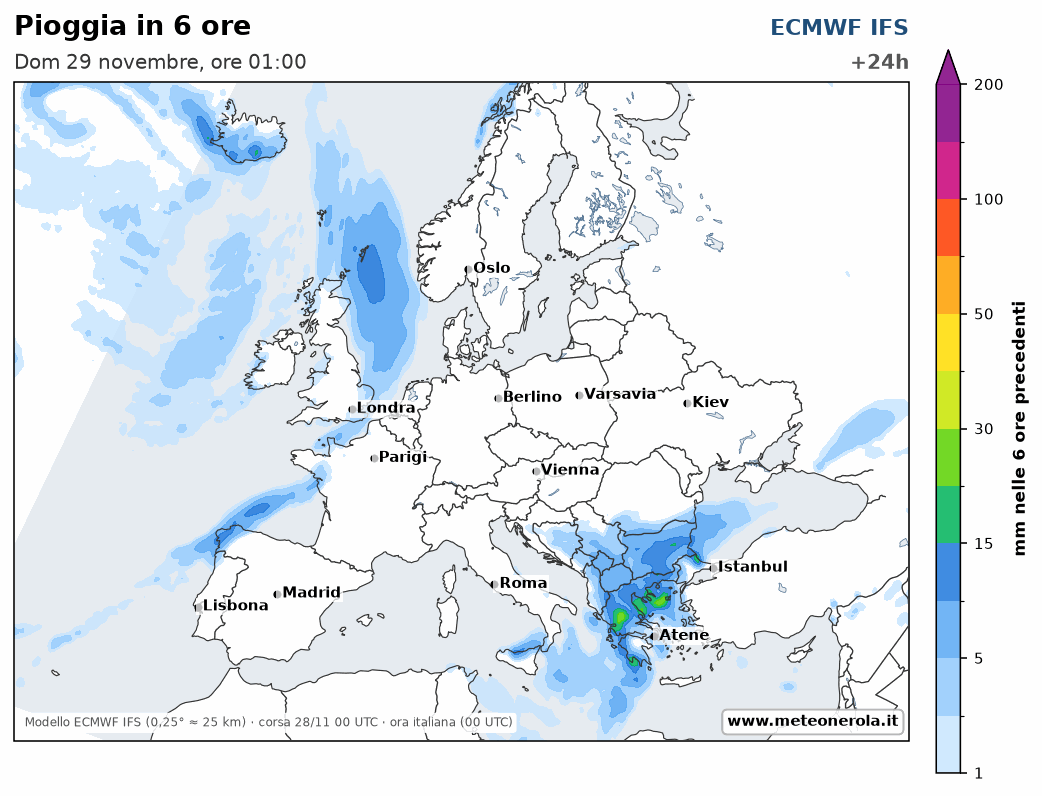 Pioggia in 6 ore
ECMWF IFS
Dom 29 novembre, ore 01:00
+24h
200
100
50
30
15
5
1
mm nelle 6 ore precedenti
Oslo
Berlino
Varsavia
Kiev
Londra
Parigi
Vienna
Istanbul
Roma
Madrid
Lisbona
Atene
Modello ECMWF IFS (0,25° ≈ 25 km) · corsa 28/11 00 UTC · ora italiana (00 UTC)
www.meteonerola.it